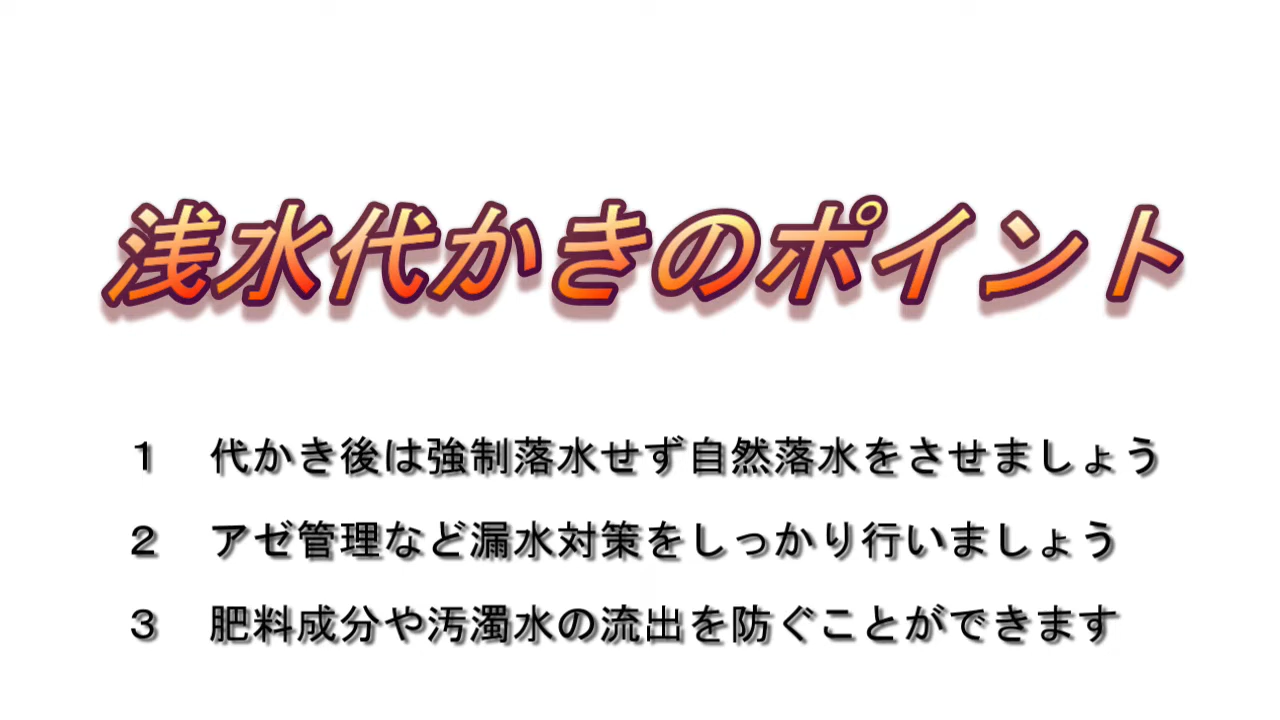 浅水代かきのポイント
１　代かき後は強制落水せず自然落水をさせましょう
２　アゼ管理など漏水対策をしっかり行いましょう
３　肥料成分や汚濁水の流出を防ぐことができます